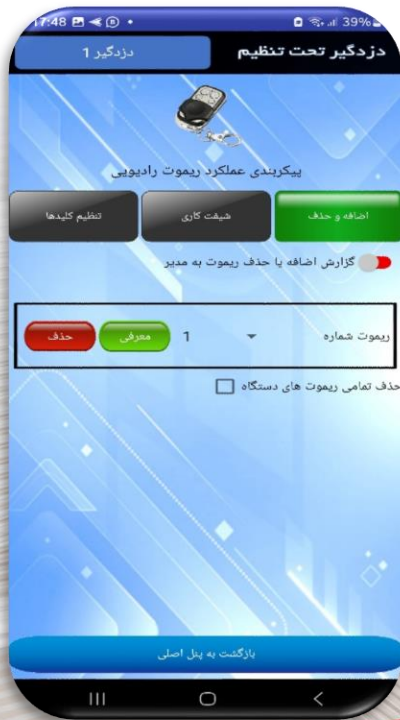 17:48 39%
دزدگیر تحت تنظیم دزدگیر 1
پیکربندی عملکرد ریموت رادیویی
اضافه و حذف شیفت کاری تنظیم کلیدها
گزارش اضافه یا حذف ریموت به مدیر
ریموت شماره 1 معرفی حذف
حذف تمامی ریموت های دستگاه
بازگشت به پنل اصلی